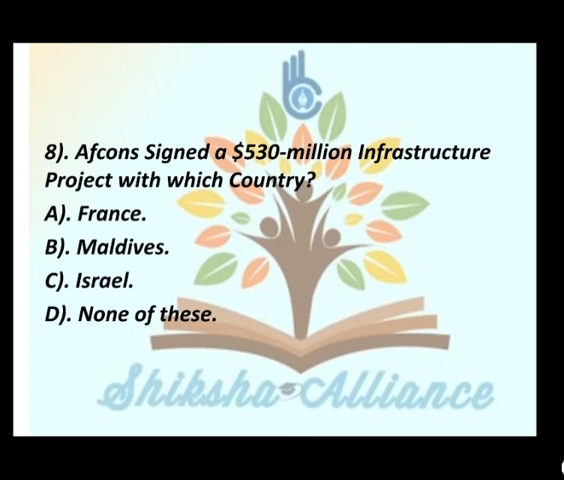 8). Afcons Signed a $530-million Infrastructure
Project with which Country?
A). France.
B). Maldives.
C). Israel.
D). None of these.
Shiksha Alliance